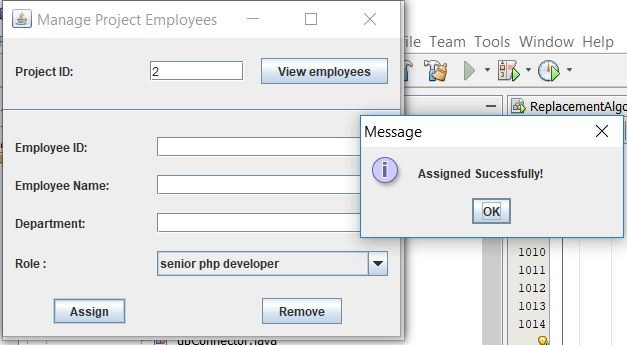 Manage Project Employees
File Team Tools Window Help
Project ID: 2 View employees
ReplacementAlgo
Message
Employee ID:
Assigned Sucessfully!
Employee Name:
OK
Department:
Role : senior php developer
1010
1011
1012
1013
1014
Assign Remove
dbConnector.java